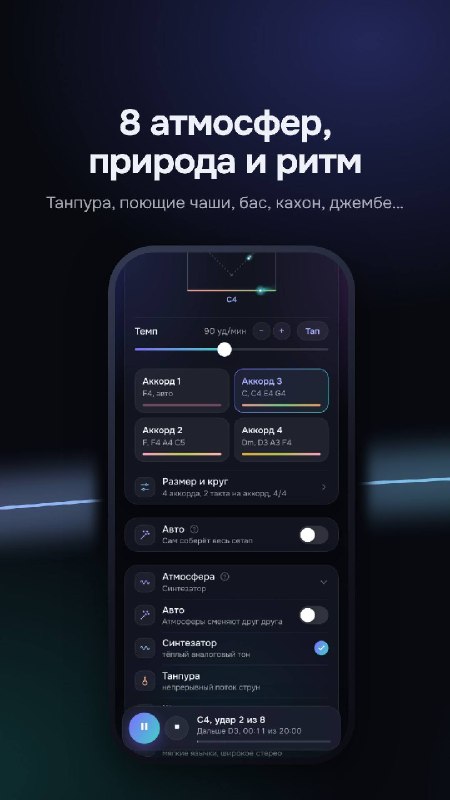 8 атмосфер,
природа и ритм
Танпура, поющие чаши, бас, кахон, джембе...
C4
Темп 90 уд/мин − + Тап
Аккорд 1
F4, авто
Аккорд 3
C, C4 E4 G4
Аккорд 2
F, F4 A4 C5
Аккорд 4
Dm, D3 A3 F4
Размер и круг
4 аккорда, 2 такта на аккорд, 4/4
Авто ?
Сам соберёт весь сетап
Атмосфера ?
Синтезатор
Авто
Атмосферы сменяют друг друга
Синтезатор
тёплый аналоговый тон
Танпура
непрерывный поток струн
C4, удар 2 из 8
Дальше D3, 00:11 из 20:00
мягкие язычки, широкое стерео